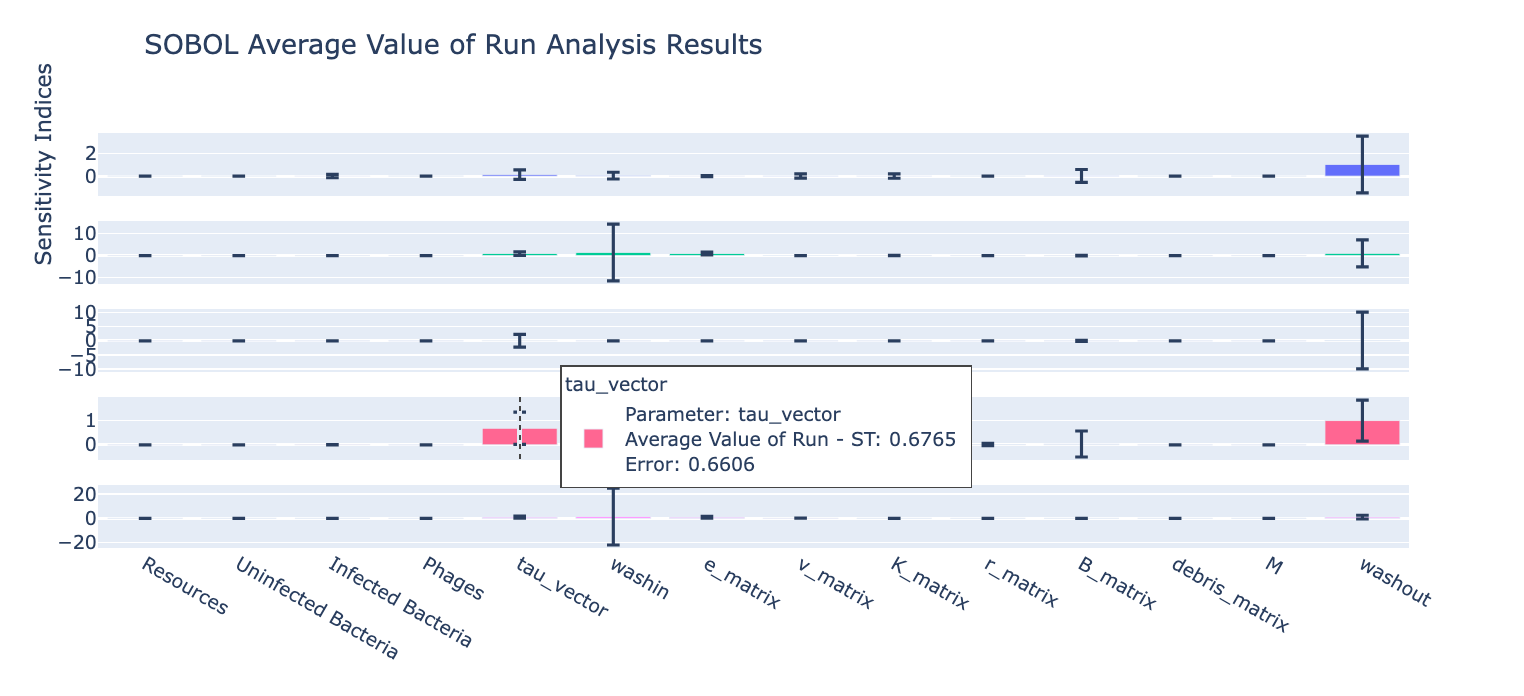 SOBOL Average Value of Run Analysis Results
Sensitivity Indices
2
0
10
0
−10
10
5
0
−5
−10
1
0
20
0
−20
tau_vector
Parameter: tau_vector
Average Value of Run - ST: 0.6765
Error: 0.6606
Resources
Uninfected Bacteria
Infected Bacteria
Phages
tau_vector
washin
e_matrix
v_matrix
K_matrix
r_matrix
B_matrix
debris_matrix
M
washout